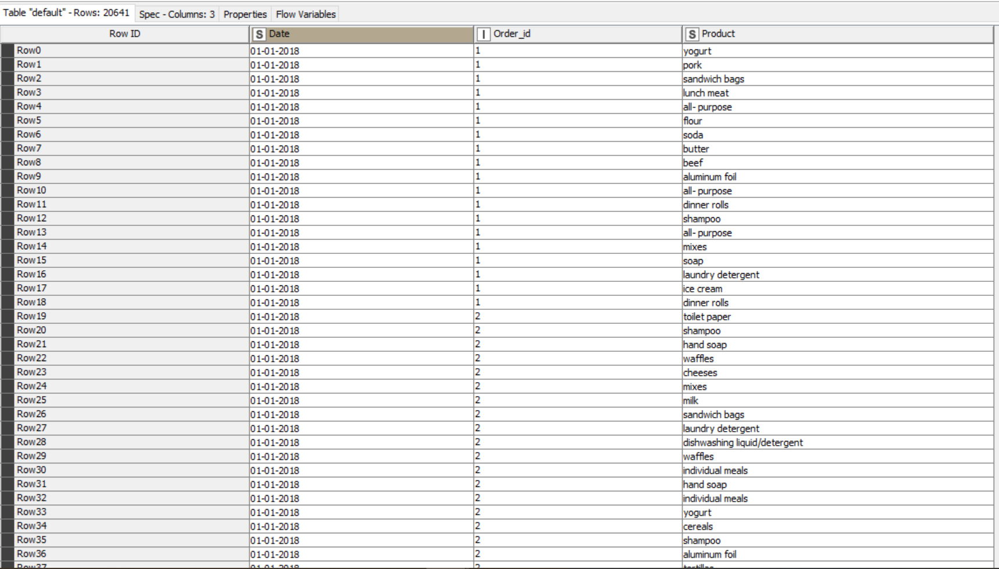 Table "default" - Rows: 20641 Spec - Columns: 3 Properties Flow Variables
Row ID S Date I Order_id S Product
Row0 01-01-2018 1 yogurt
Row1 01-01-2018 1 pork
Row2 01-01-2018 1 sandwich bags
Row3 01-01-2018 1 lunch meat
Row4 01-01-2018 1 all- purpose
Row5 01-01-2018 1 flour
Row6 01-01-2018 1 soda
Row7 01-01-2018 1 butter
Row8 01-01-2018 1 beef
Row9 01-01-2018 1 aluminum foil
Row10 01-01-2018 1 all- purpose
Row11 01-01-2018 1 dinner rolls
Row12 01-01-2018 1 shampoo
Row13 01-01-2018 1 all- purpose
Row14 01-01-2018 1 mixes
Row15 01-01-2018 1 soap
Row16 01-01-2018 1 laundry detergent
Row17 01-01-2018 1 ice cream
Row18 01-01-2018 1 dinner rolls
Row19 01-01-2018 2 toilet paper
Row20 01-01-2018 2 shampoo
Row21 01-01-2018 2 hand soap
Row22 01-01-2018 2 waffles
Row23 01-01-2018 2 cheeses
Row24 01-01-2018 2 mixes
Row25 01-01-2018 2 milk
Row26 01-01-2018 2 sandwich bags
Row27 01-01-2018 2 laundry detergent
Row28 01-01-2018 2 dishwashing liquid/detergent
Row29 01-01-2018 2 waffles
Row30 01-01-2018 2 individual meals
Row31 01-01-2018 2 hand soap
Row32 01-01-2018 2 individual meals
Row33 01-01-2018 2 yogurt
Row34 01-01-2018 2 cereals
Row35 01-01-2018 2 shampoo
Row36 01-01-2018 2 aluminum foil
Row37 01-01-2018 2 tortillas